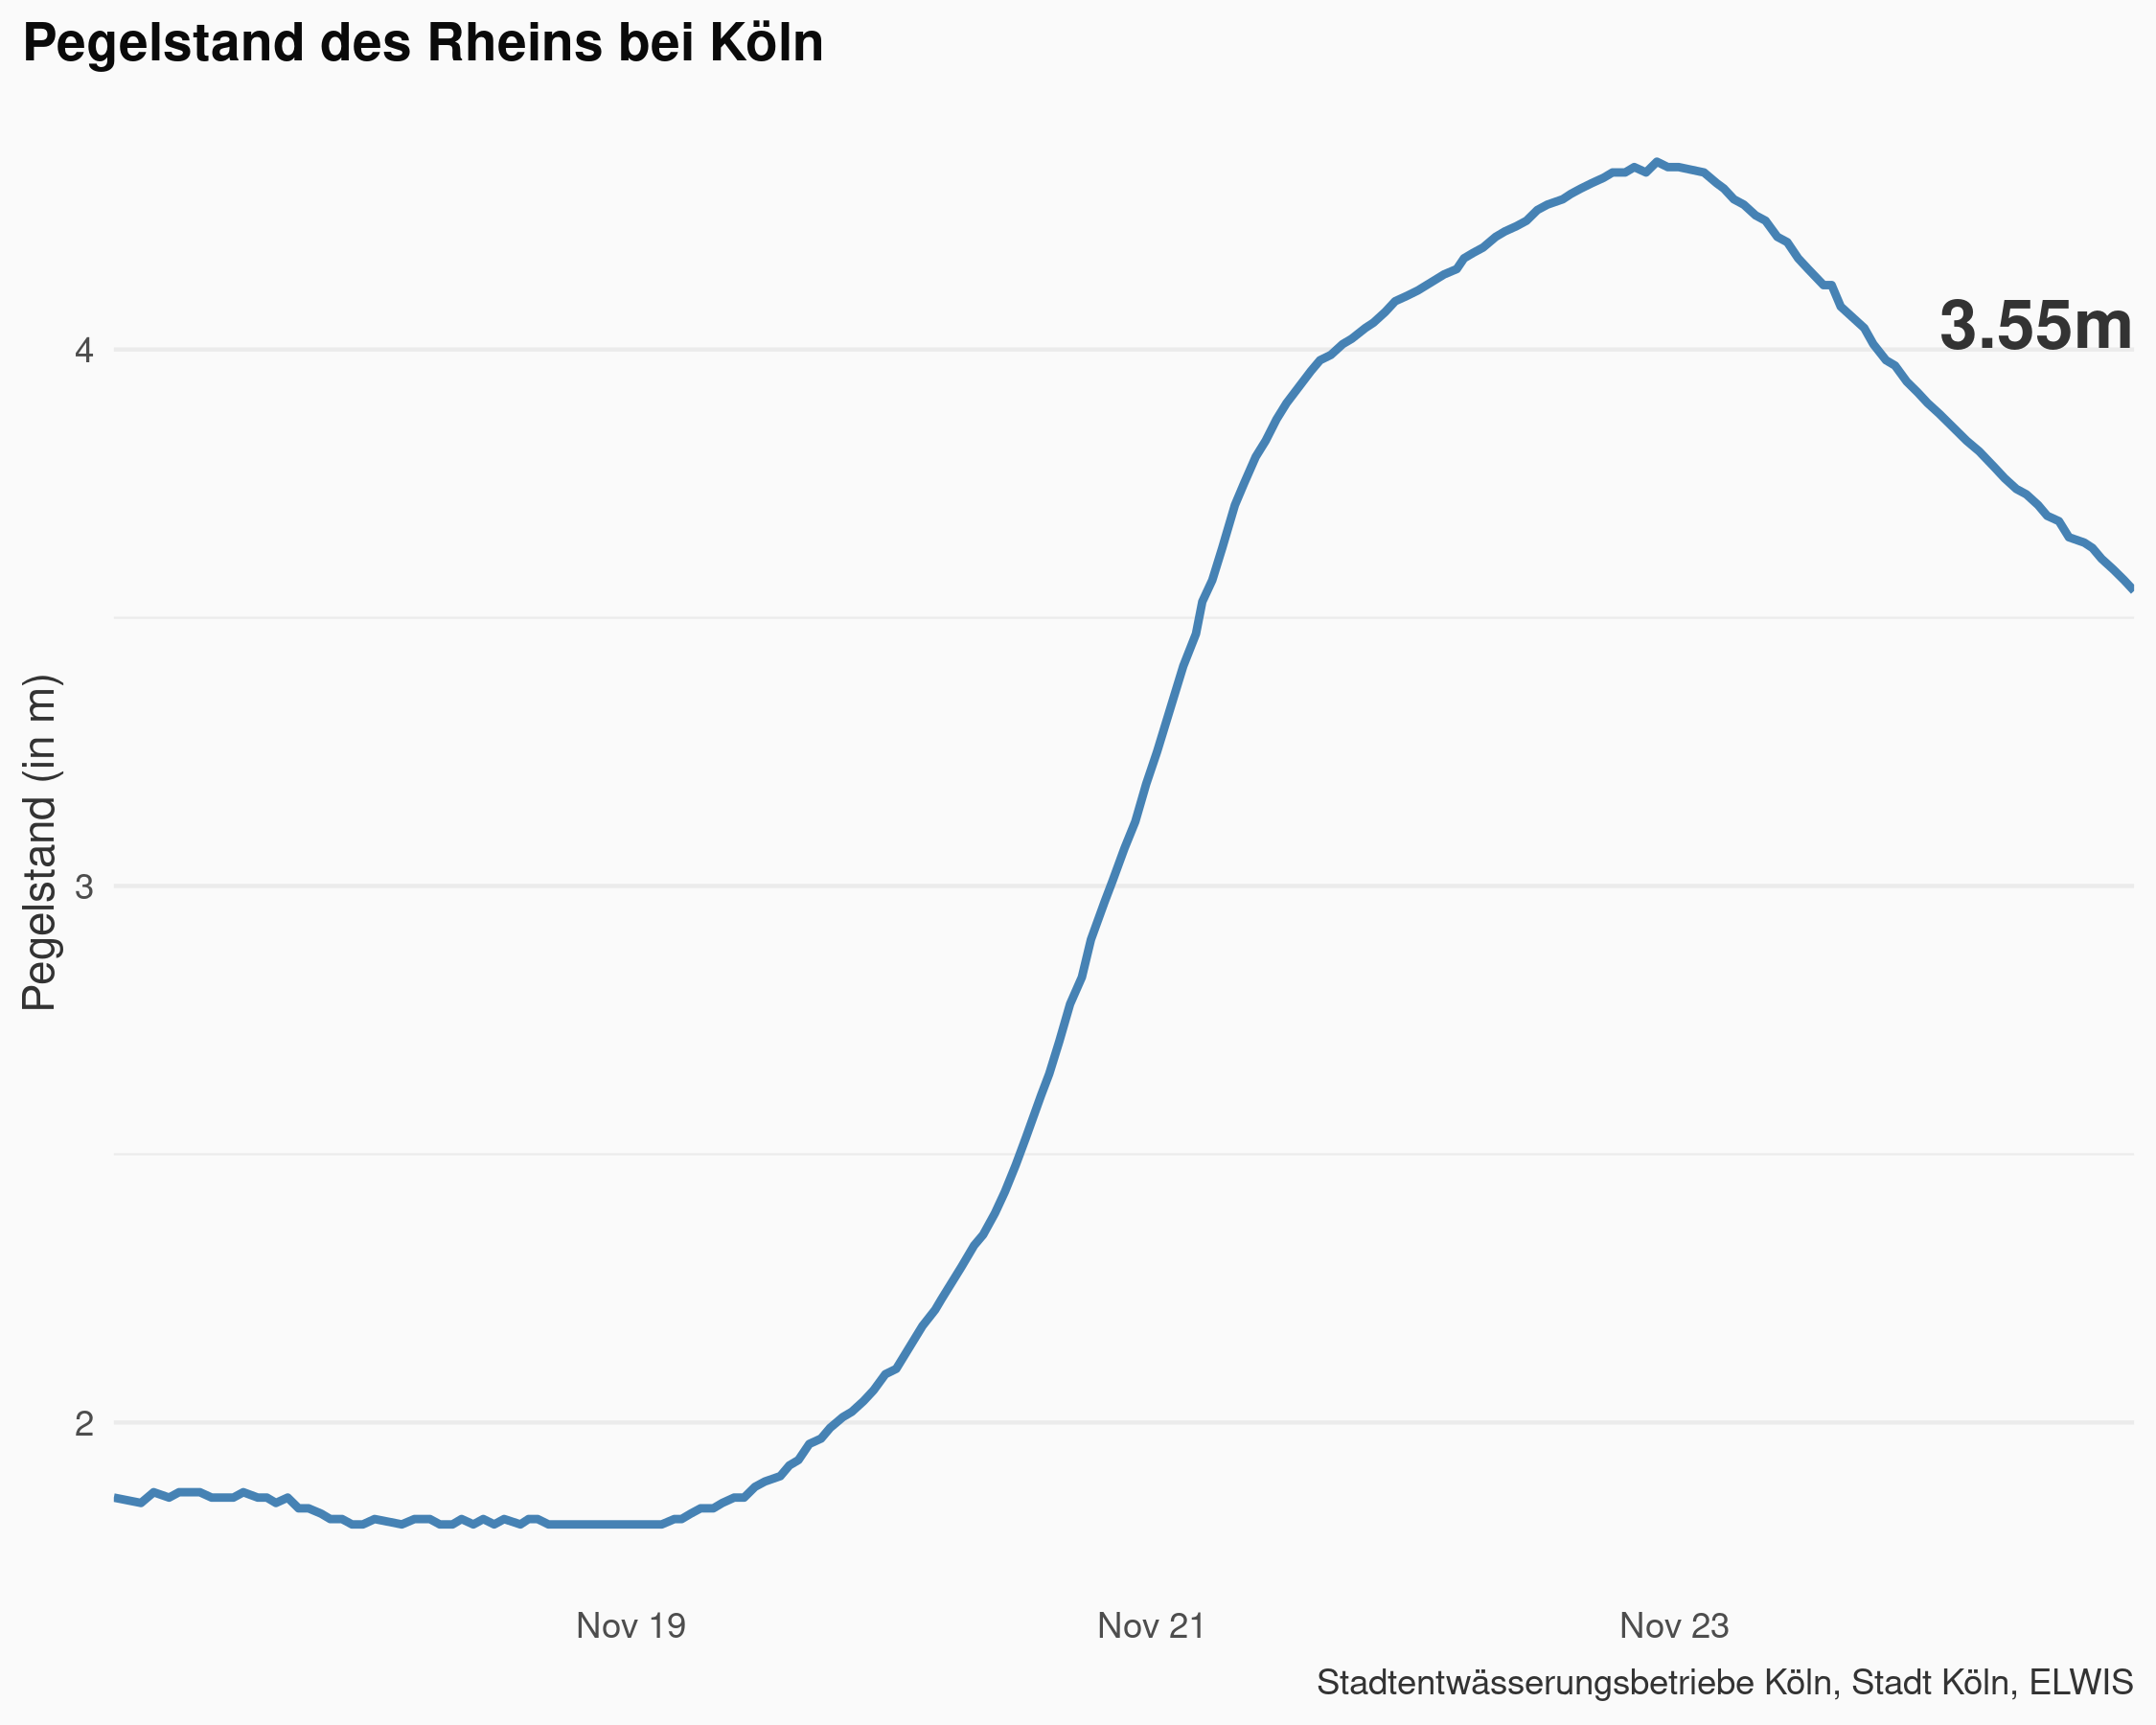 Pegelstand des Rheins bei Köln
3.55m
Pegelstand (in m)
4
3
2
Nov 19
Nov 21
Nov 23
Stadtentwässerungsbetriebe Köln, Stadt Köln, ELWIS